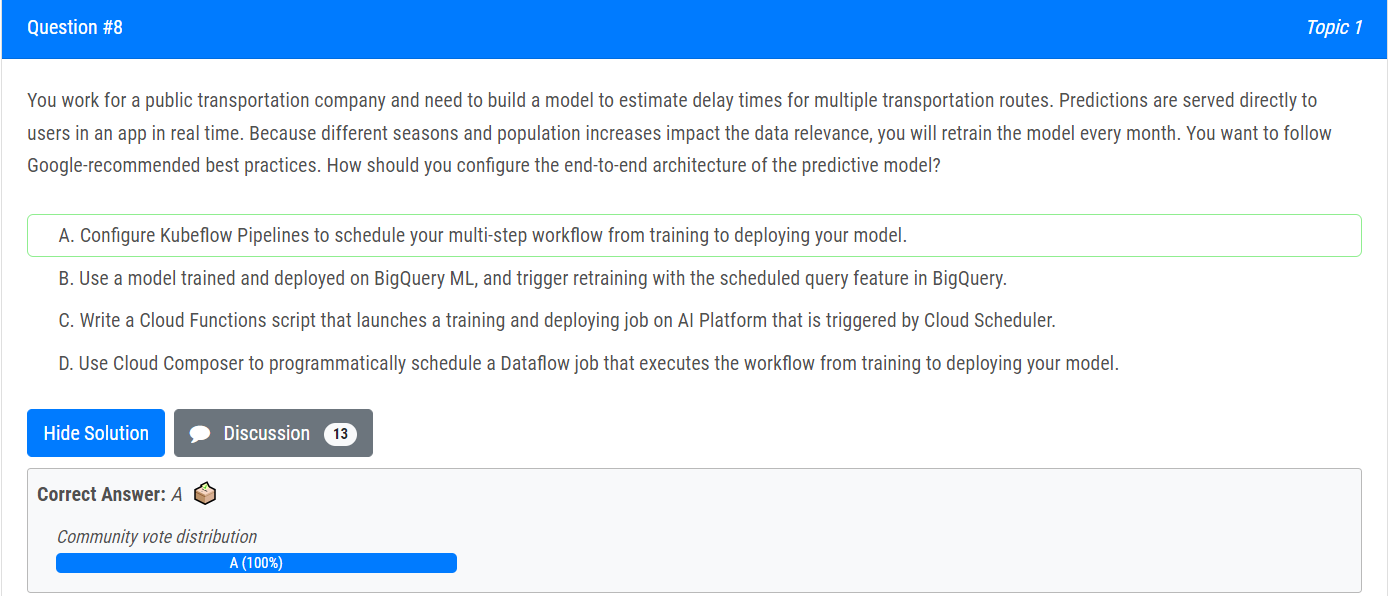 Question #8
Topic 1
You work for a public transportation company and need to build a model to estimate delay times for multiple transportation routes. Predictions are served directly to
users in an app in real time. Because different seasons and population increases impact the data relevance, you will retrain the model every month. You want to follow
Google-recommended best practices. How should you configure the end-to-end architecture of the predictive model?
A. Configure Kubeflow Pipelines to schedule your multi-step workflow from training to deploying your model.
B. Use a model trained and deployed on BigQuery ML, and trigger retraining with the scheduled query feature in BigQuery.
C. Write a Cloud Functions script that launches a training and deploying job on AI Platform that is triggered by Cloud Scheduler.
D. Use Cloud Composer to programmatically schedule a Dataflow job that executes the workflow from training to deploying your model.
Hide Solution
Discussion 13
Correct Answer: A
Community vote distribution
A (100%)